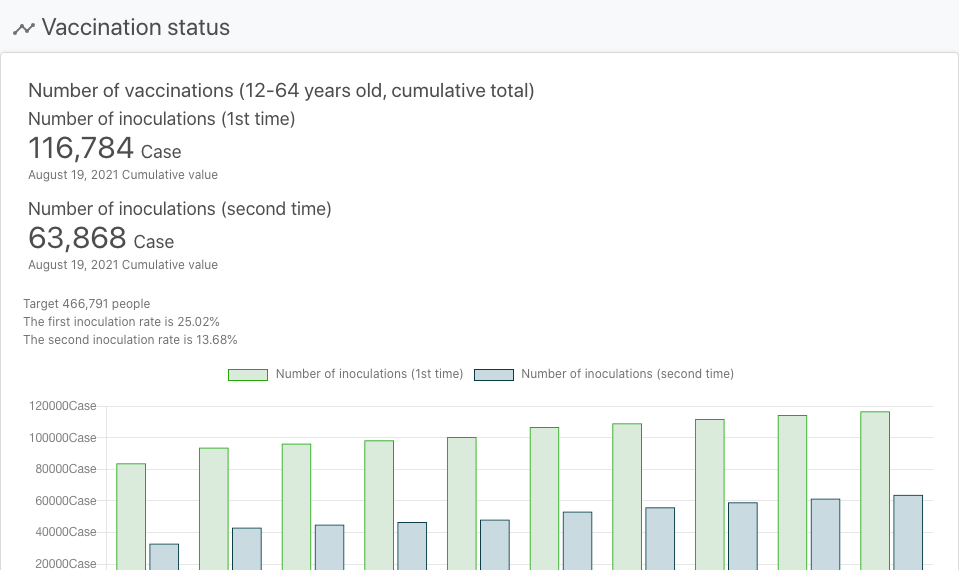 Vaccination status
Number of vaccinations (12-64 years old, cumulative total)
Number of inoculations (1st time)
116,784 Case
August 19, 2021 Cumulative value
Number of inoculations (second time)
63,868 Case
August 19, 2021 Cumulative value
Target 466,791 people
The first inoculation rate is 25.02%
The second inoculation rate is 13.68%
Number of inoculations (1st time) Number of inoculations (second time)
120000Case
100000Case
80000Case
60000Case
40000Case
20000Case